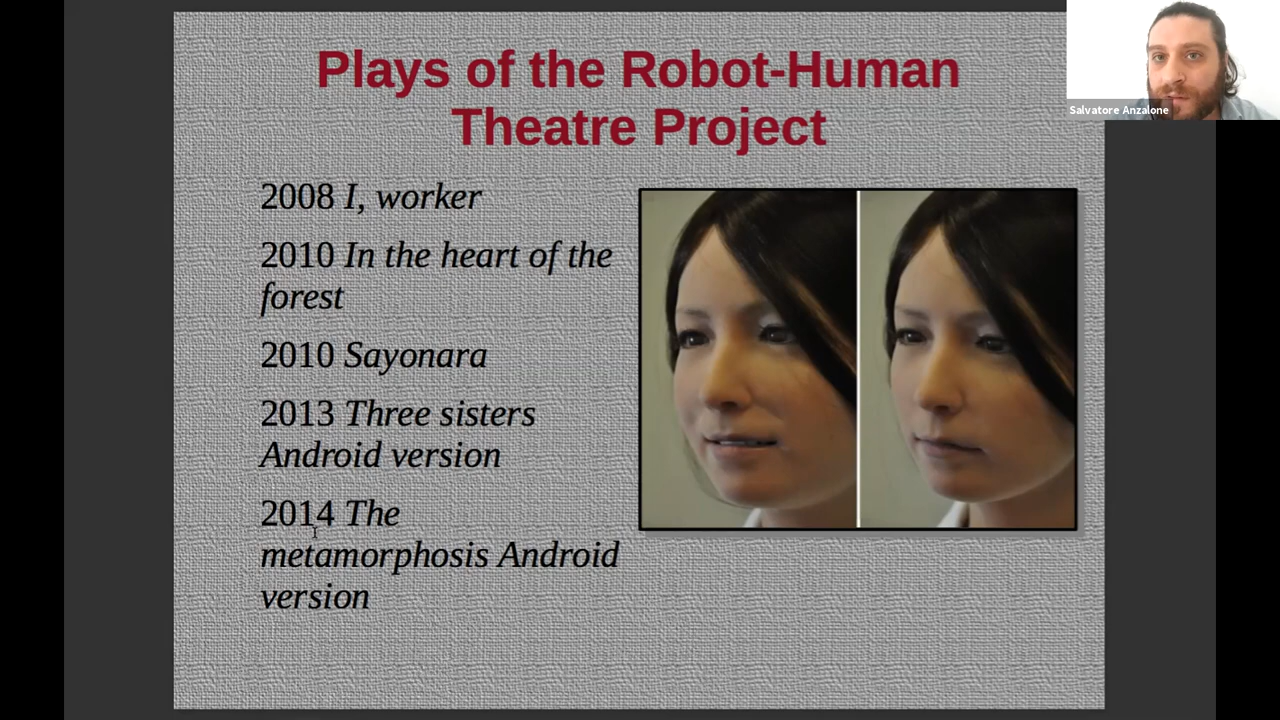 Plays of the Robot-Human
Theatre Project
Salvatore Anzalone
2008 I, worker
2010 In the heart of the
forest
2010 Sayonara
2013 Three sisters
Android version
2014 The
metamorphosis Android
version